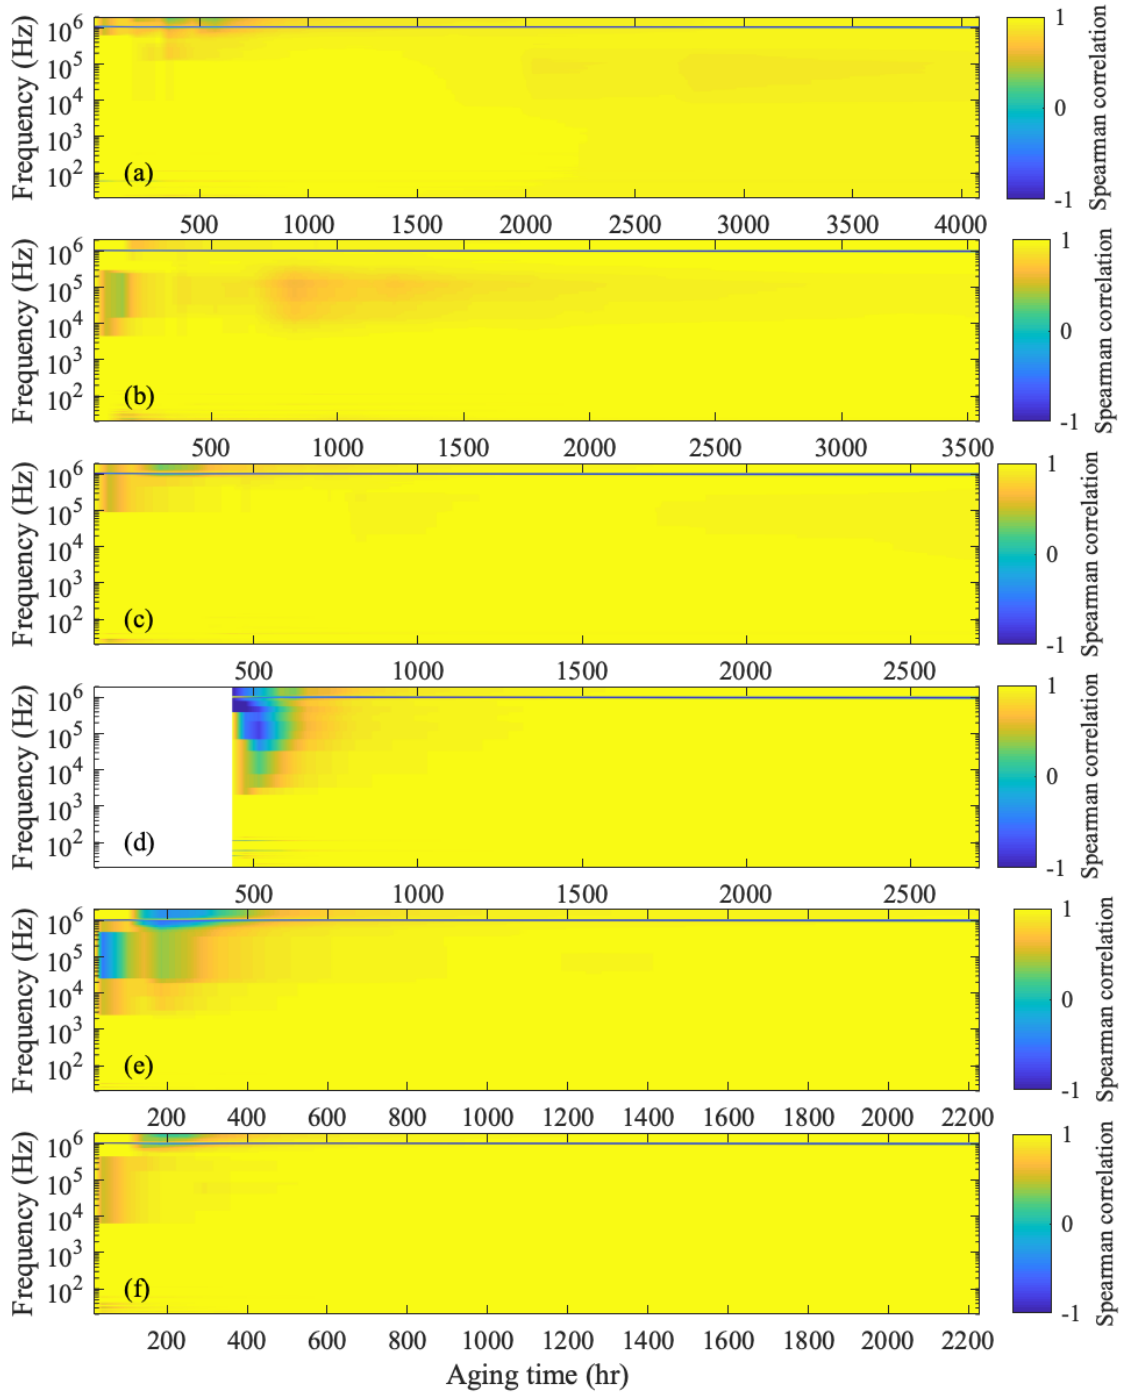 10^6
10^5
10^4
10^3
10^2
Frequency (Hz)
(a)
500 1000 1500 2000 2500 3000 3500 4000
1
0
-1
Spearman correlation
10^6
10^5
10^4
10^3
10^2
Frequency (Hz)
(b)
500 1000 1500 2000 2500 3000 3500
1
0
-1
Spearman correlation
10^6
10^5
10^4
10^3
10^2
Frequency (Hz)
(c)
500 1000 1500 2000 2500
1
0
-1
Spearman correlation
10^6
10^5
10^4
10^3
10^2
Frequency (Hz)
(d)
500 1000 1500 2000 2500
1
0
-1
Spearman correlation
10^6
10^5
10^4
10^3
10^2
Frequency (Hz)
(e)
200 400 600 800 1000 1200 1400 1600 1800 2000 2200
1
0
-1
Spearman correlation
10^6
10^5
10^4
10^3
10^2
Frequency (Hz)
(f)
200 400 600 800 1000 1200 1400 1600 1800 2000 2200
1
0
-1
Spearman correlation
Aging time (hr)